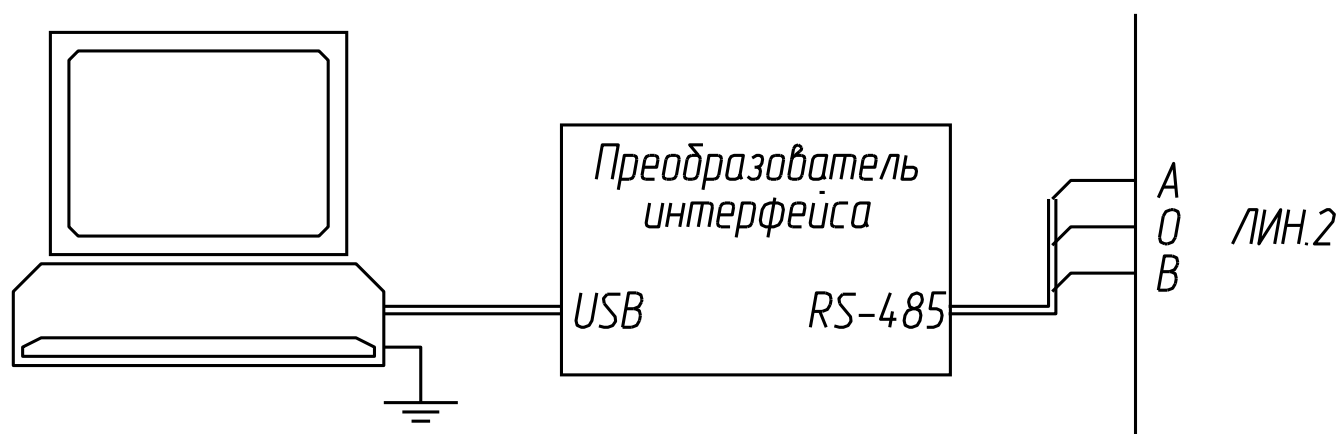 Преобразователь
интерфейса
USB
RS-485
А
0
В
ЛИН.2